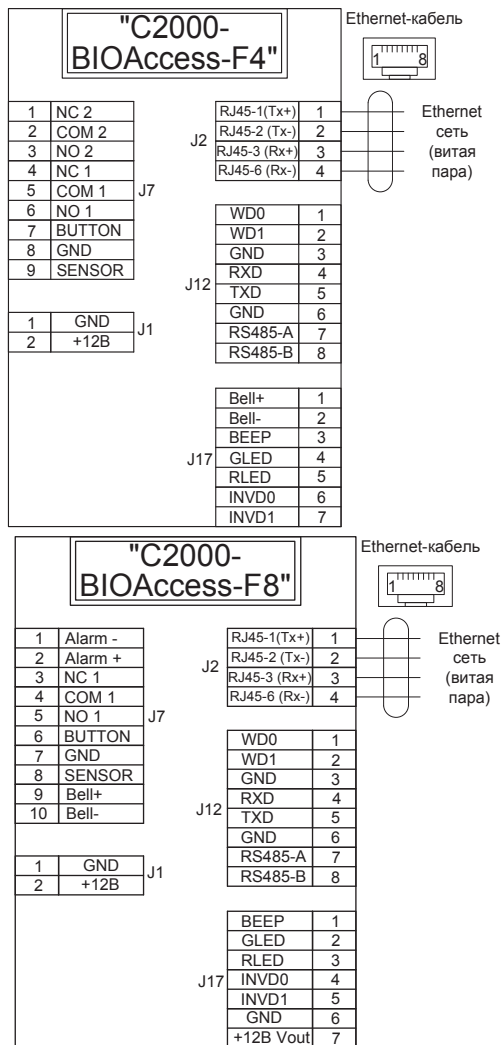 "C2000-
BIOAccess-F4"
Ethernet-кабель
1 8
1 NC 2
2 COM 2
3 NO 2
4 NC 1
5 COM 1
6 NO 1
7 BUTTON
8 GND
9 SENSOR
J7
1 GND
2 +12В
J1
J2
RJ45-1(Tx+) 1
RJ45-2 (Tx-) 2
RJ45-3 (Rx+) 3
RJ45-6 (Rx-) 4
Ethernet
сеть
(витая
пара)
J12
WD0 1
WD1 2
GND 3
RXD 4
TXD 5
GND 6
RS485-A 7
RS485-B 8
J17
Bell+ 1
Bell- 2
BEEP 3
GLED 4
RLED 5
INVD0 6
INVD1 7
"C2000-
BIOAccess-F8"
Ethernet-кабель
1 8
1 Alarm -
2 Alarm +
3 NC 1
4 COM 1
5 NO 1
6 BUTTON
7 GND
8 SENSOR
9 Bell+
10 Bell-
J7
1 GND
2 +12В
J1
J2
RJ45-1(Tx+) 1
RJ45-2 (Tx-) 2
RJ45-3 (Rx+) 3
RJ45-6 (Rx-) 4
Ethernet
сеть
(витая
пара)
J12
WD0 1
WD1 2
GND 3
RXD 4
TXD 5
GND 6
RS485-A 7
RS485-B 8
J17
BEEP 1
GLED 2
RLED 3
INVD0 4
INVD1 5
GND 6
+12В Vout 7